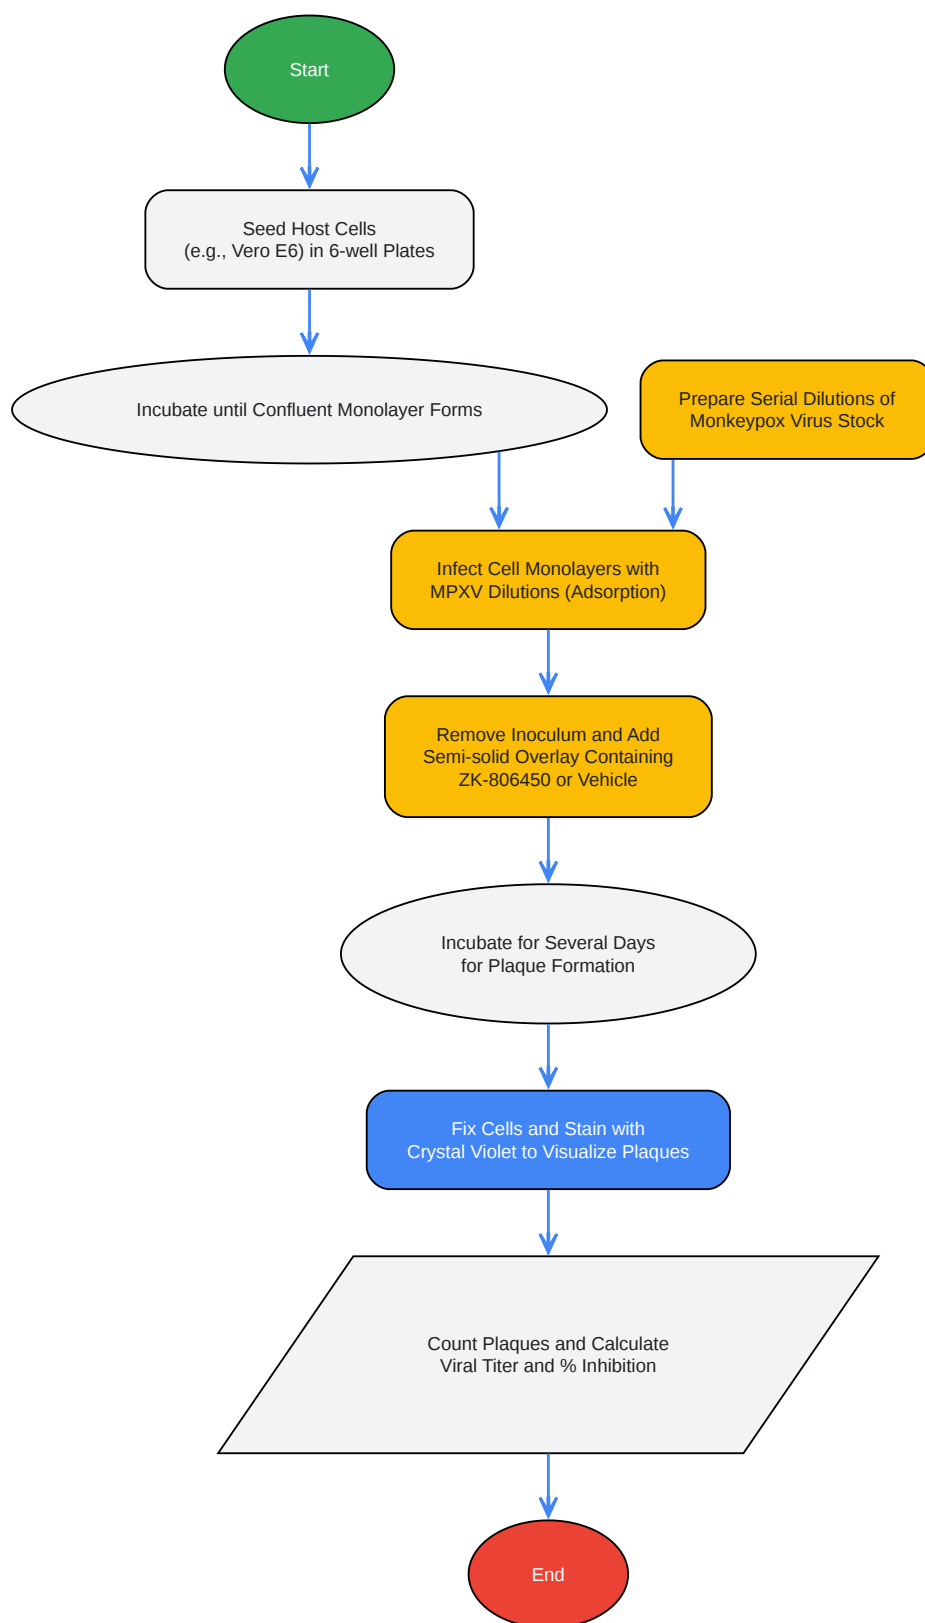 Start
Seed Host Cells
(e.g., Vero E6) in 6-well Plates
Incubate until Confluent Monolayer Forms
Prepare Serial Dilutions of
Monkeypox Virus Stock
Infect Cell Monolayers with
MPXV Dilutions (Adsorption)
Remove Inoculum and Add
Semi-solid Overlay Containing
ZK-806450 or Vehicle
Incubate for Several Days
for Plaque Formation
Fix Cells and Stain with
Crystal Violet to Visualize Plaques
Count Plaques and Calculate
Viral Titer and % Inhibition
End